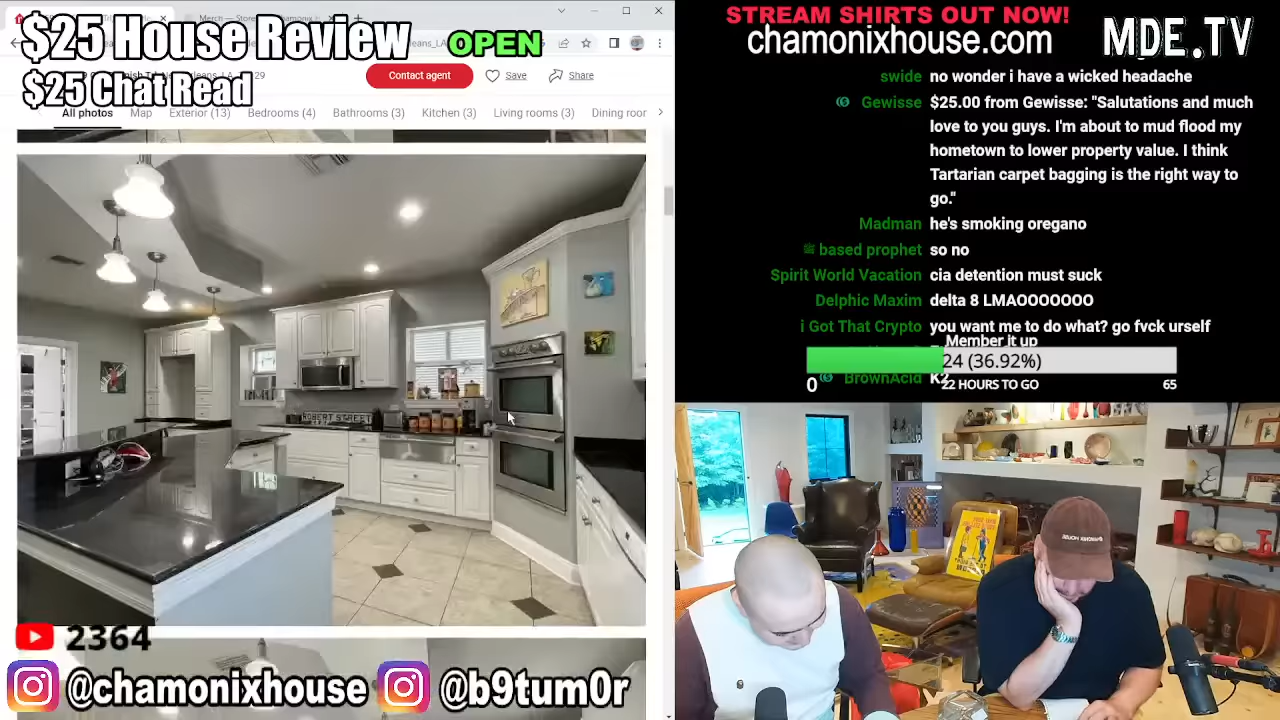 $25 House Review
OPEN
$25 Chat Read
Contact agent
Save
Share
All photos
Map
Exterior (13)
Bedrooms (4)
Bathrooms (3)
Kitchen (3)
Living rooms (3)
Dining roor
ROBERT STREET
2364
@chamonixhouse
@b9tum0r
STREAM SHIRTS OUT NOW!
chamonixhouse.com
MDE.TV
swide no wonder i have a wicked headache
Gewisse $25.00 from Gewisse: "Salutations and much
love to you guys. I'm about to mud flood my
hometown to lower property value. I think
Tartarian carpet bagging is the right way to
go."
Madman he's smoking oregano
based prophet so no
Spirit World Vacation cia detention must suck
Delphic Maxim delta 8 LMAOOOOOOO
i Got That Crypto you want me to do what? go fvck urself
Member it up
24 (36.92%)
BrownAcid K2
0
22 HOURS TO GO
65